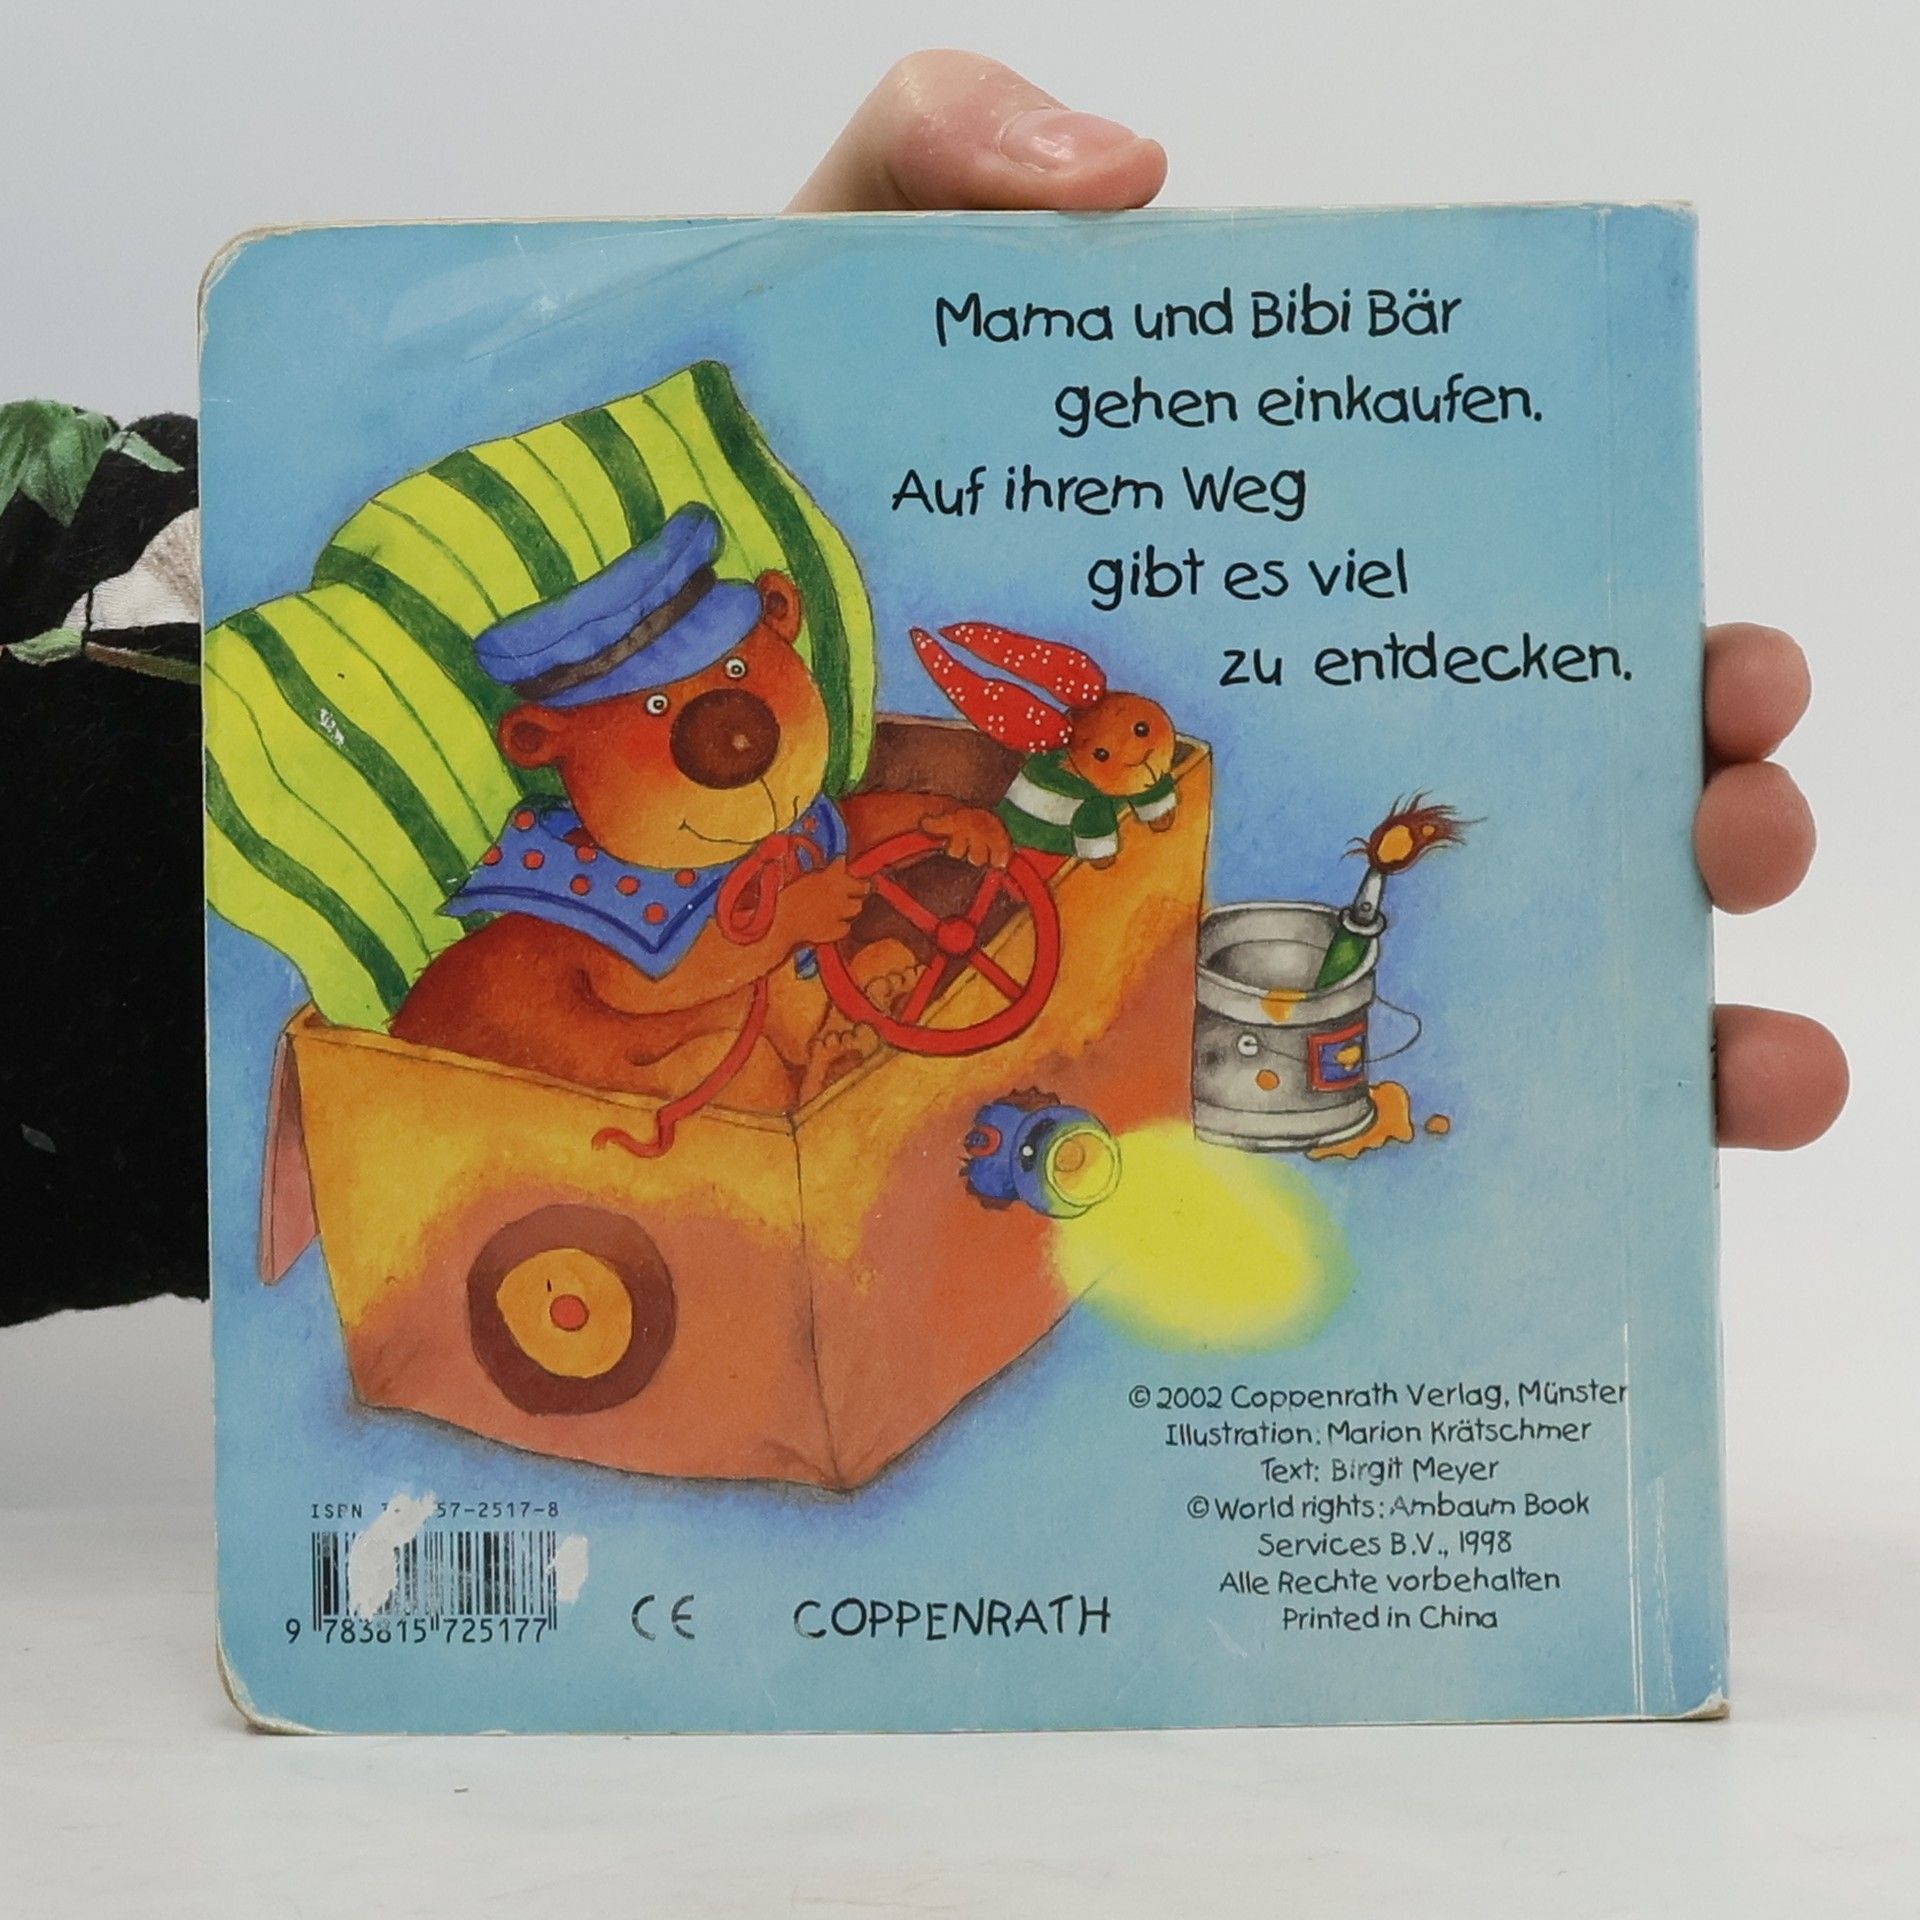 Mama und Bibi Bär
gehen einkaufen.
Auf ihrem Weg
gibt es viel
zu entdecken.
© 2002 Coppenrath Verlag, Münster
Illustration: Marion Krätschmer
Text: Birgit Meyer
© World rights: Ambaum Book
Services B.V., 1998
Alle Rechte vorbehalten
Printed in China
ISBN 57-2517-8
9 783815 725177
CE
COPPENRATH